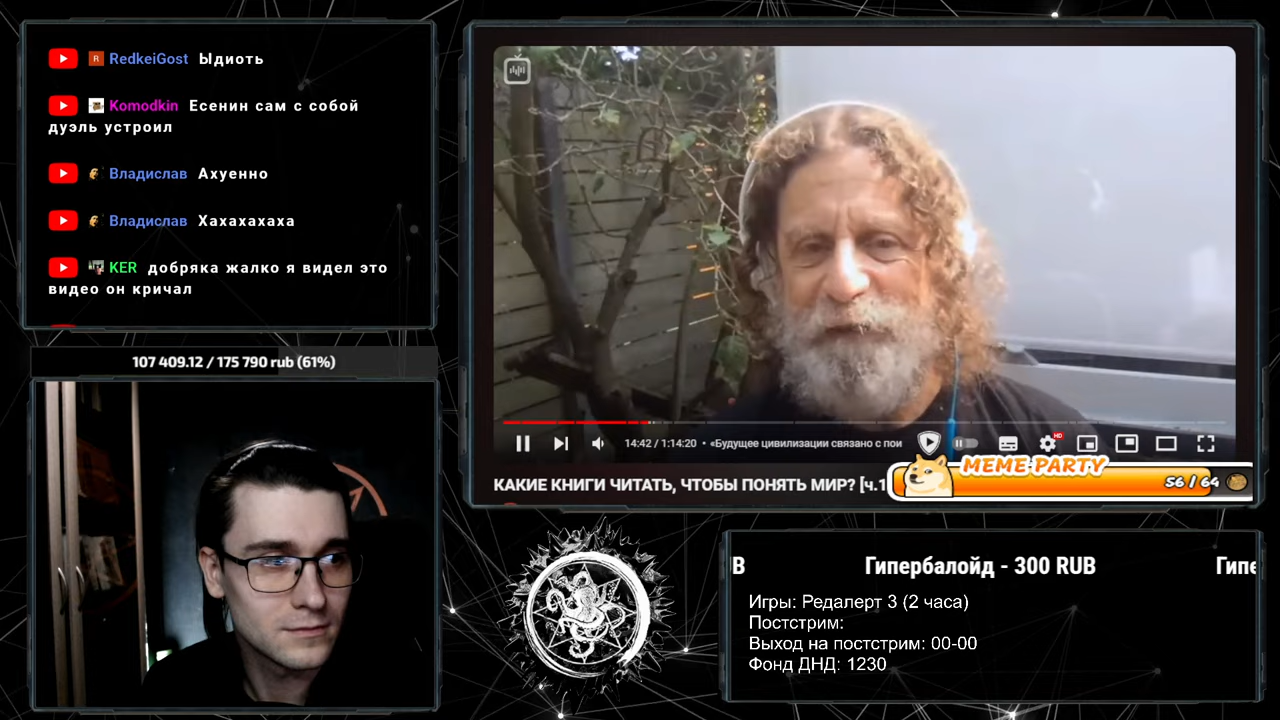 RedkeiGost Ыдиоть
Komodkin Есенин сам с собой
дуэль устроил
Владислав Ахуенно
Владислав Хахахахаха
KER добряка жалко я видел это
видео он кричал
107 409.12 / 175 790 rub (61%)
14:42 / 1:14:20 • «Будущее цивилизации связано с пои
HD
MEME PARTY
56 / 64
КАКИЕ КНИГИ ЧИТАТЬ, ЧТОБЫ ПОНЯТЬ МИР? [ч.1
В Гипербалойд - 300 RUB Гипе
Игры: Редалерт 3 (2 часа)
Постстрим:
Выход на постстрим: 00-00
Фонд ДНД: 1230